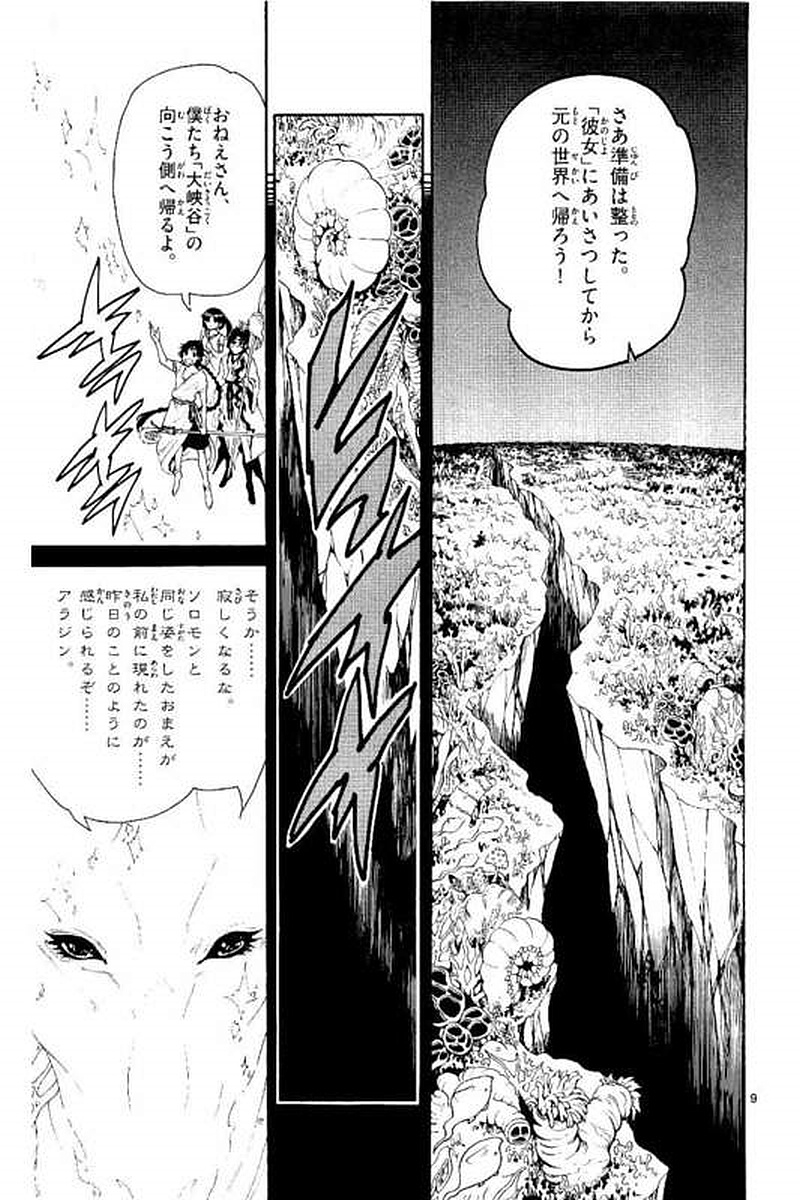 さあ準備は整った。
「彼女」にあいさつしてから
元の世界へ帰ろう！
おねえさん、
僕たち「大峡谷」の
向こう側へ帰るよ。
そうか……
寂しくなるな。
ソロモンと
同じ姿をしたおまえが
私の前に現れたのが……
昨日のことのように
感じられるぞ……
アラジン。
9